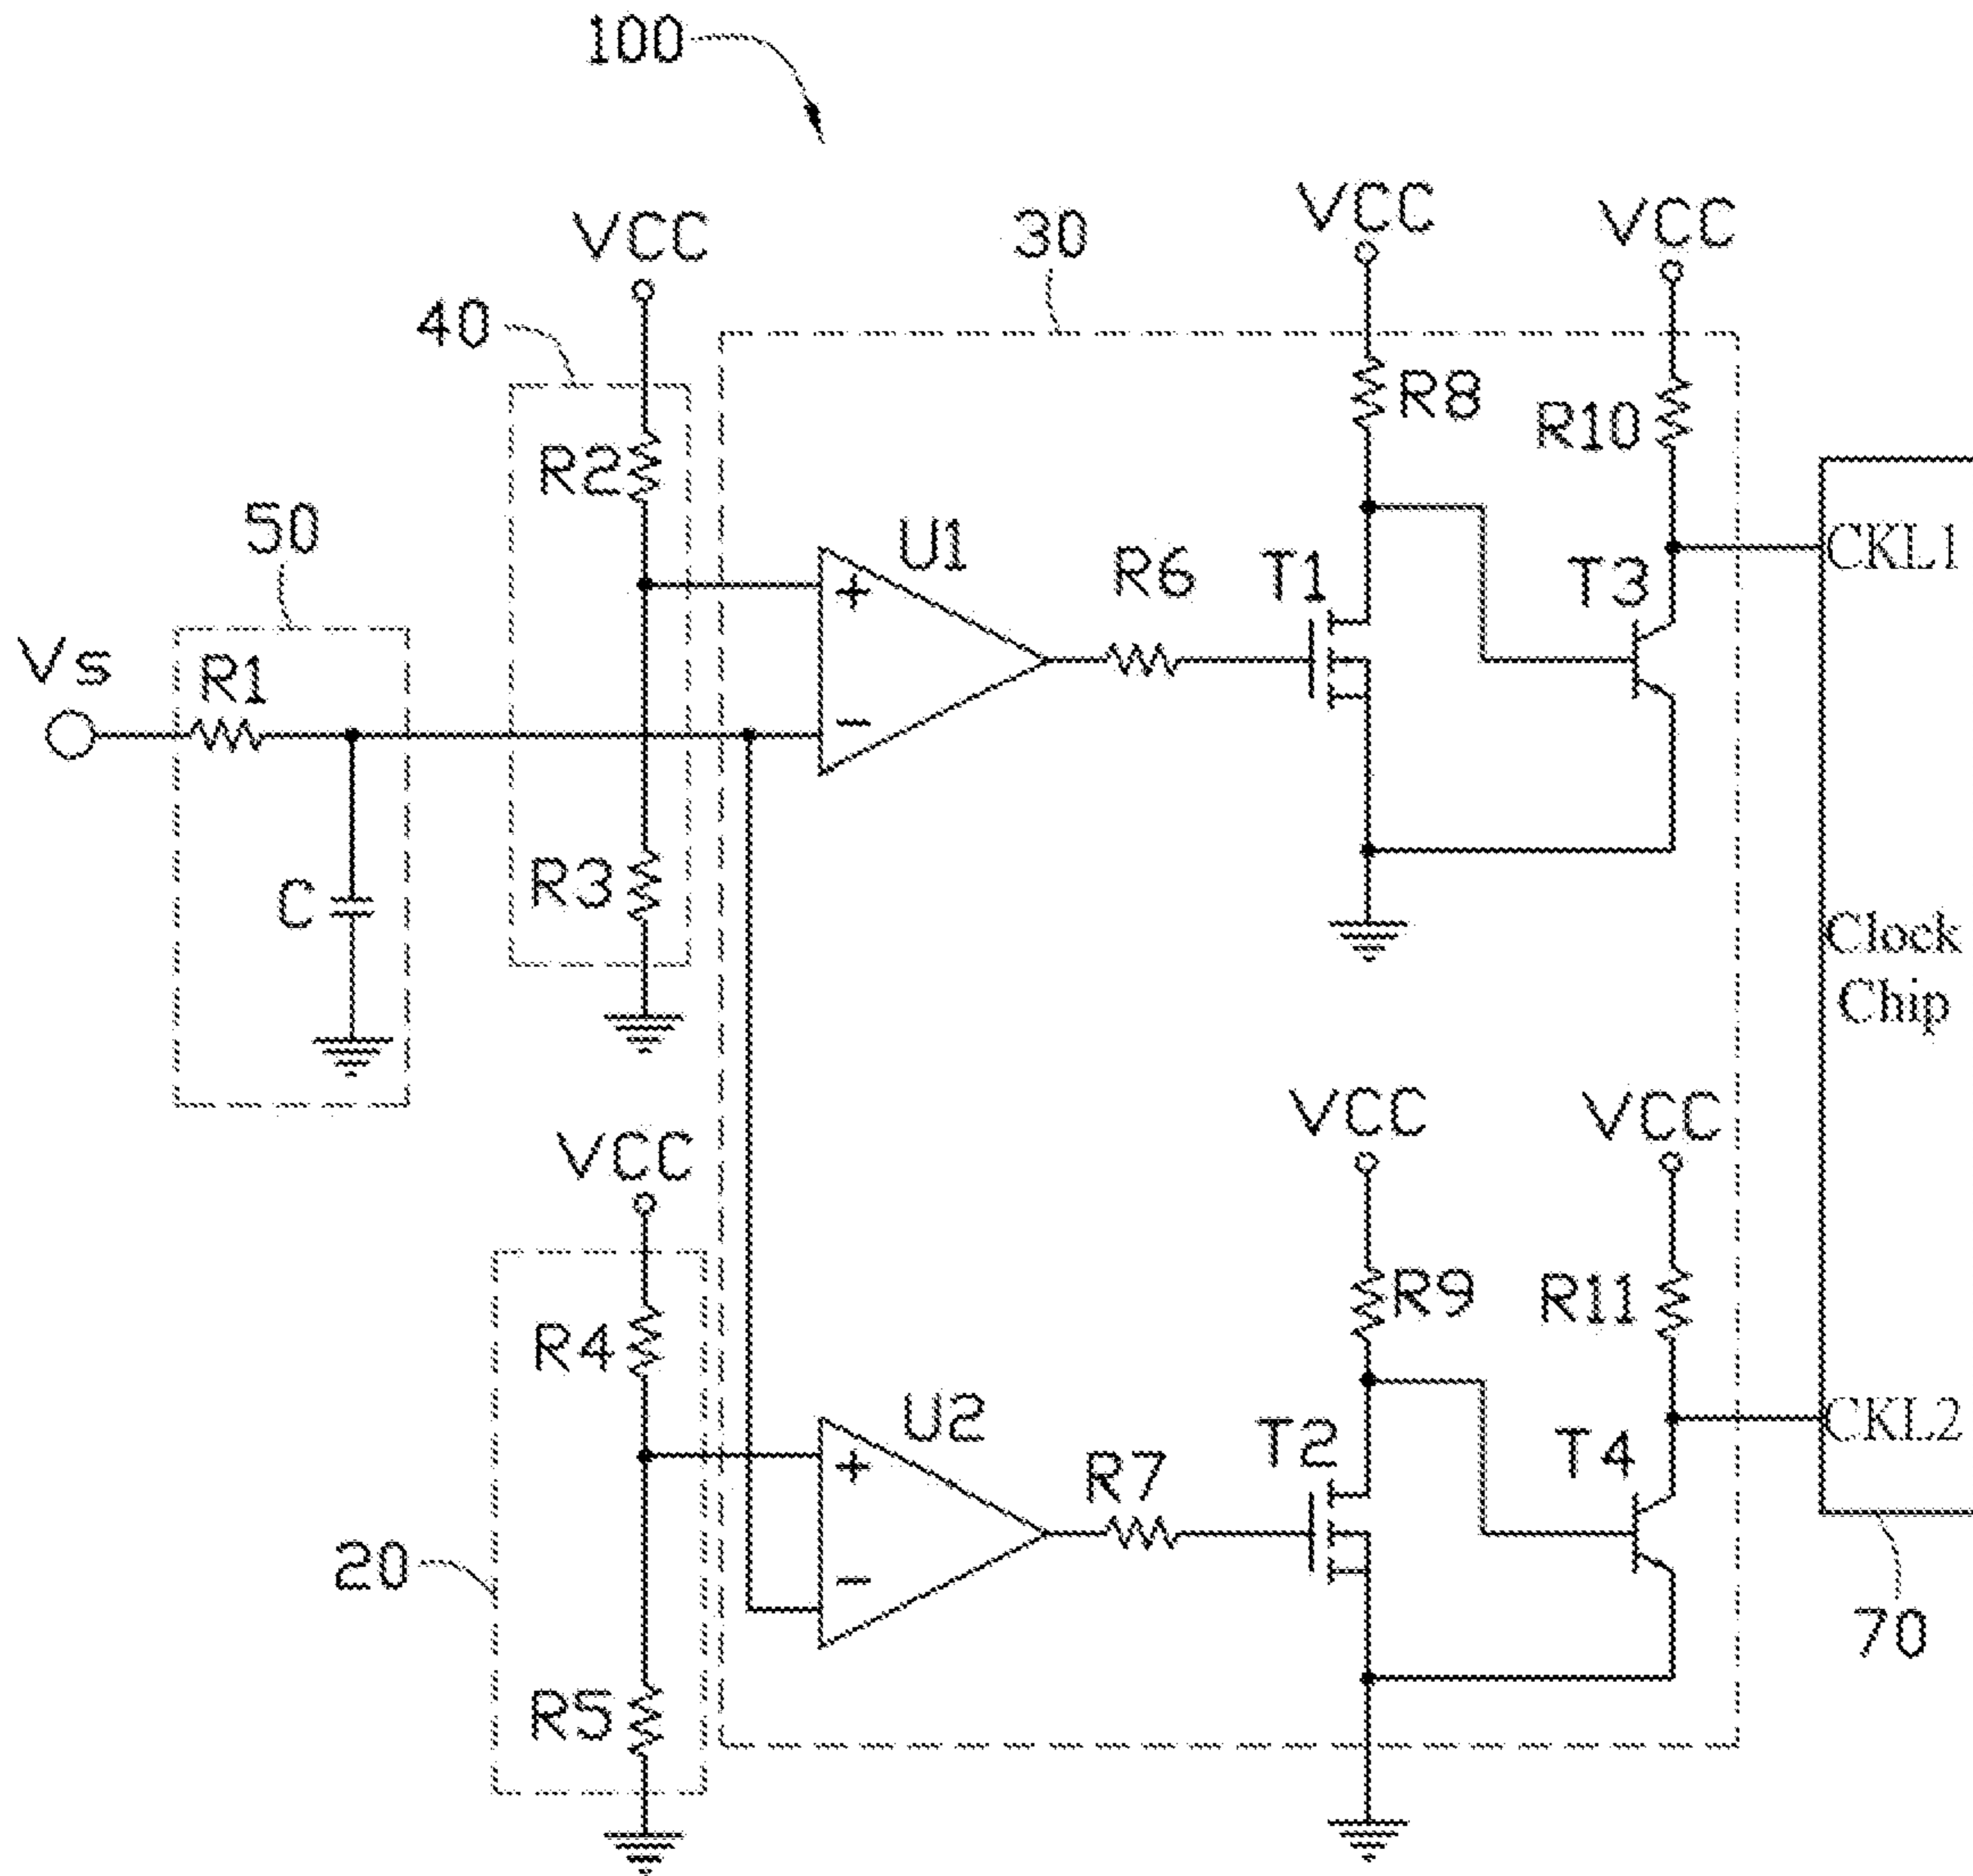 100
VCC
VCC
VCC
30
40
R8
R10
R2
50
U1
R6
T1
T3
CKL1
Vs
R1
R3
C
Clock
Chip
VCC
VCC
VCC
R9
R11
R4
U2
R7
T2
T4
CKL2
20
70
R5
+
−
+
−